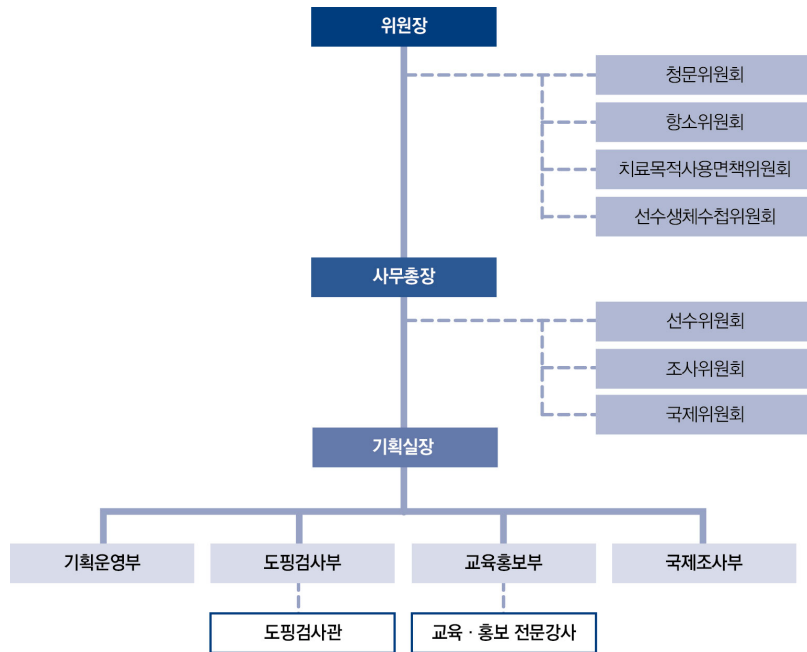 위원장
청문위원회
항소위원회
치료목적사용면책위원회
선수생체수첩위원회
사무총장
선수위원회
조사위원회
국제위원회
기획실장
기획운영부
도핑검사부
교육홍보부
국제조사부
도핑검사관
교육 · 홍보 전문강사